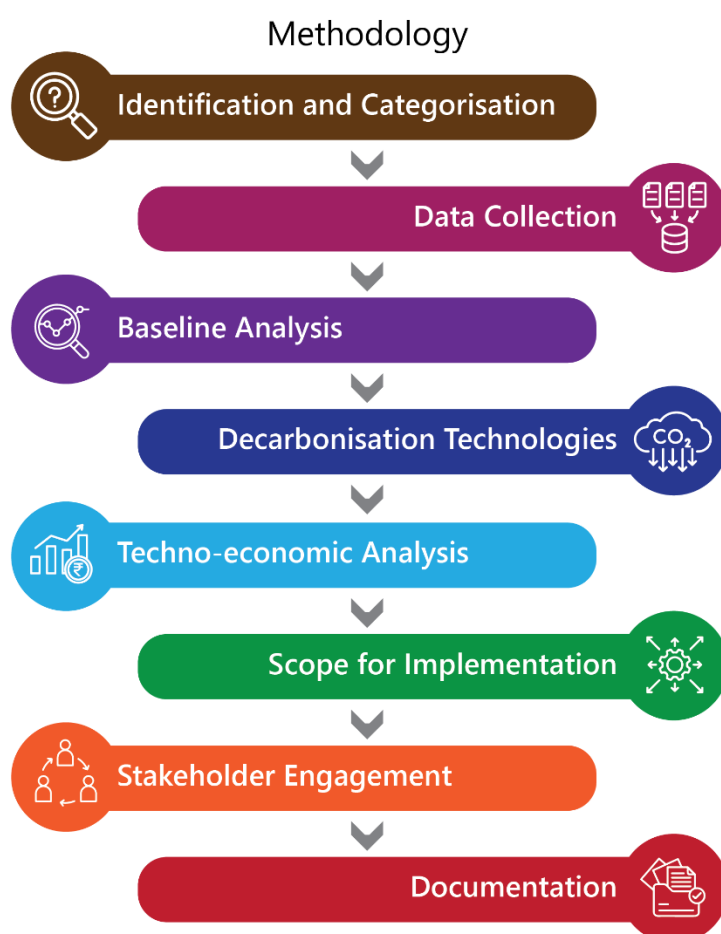 Methodology
?
Identification and Categorisation
Data Collection
Baseline Analysis
Decarbonisation Technologies
CO₂
Techno-economic Analysis
₹
Scope for Implementation
Stakeholder Engagement
Documentation